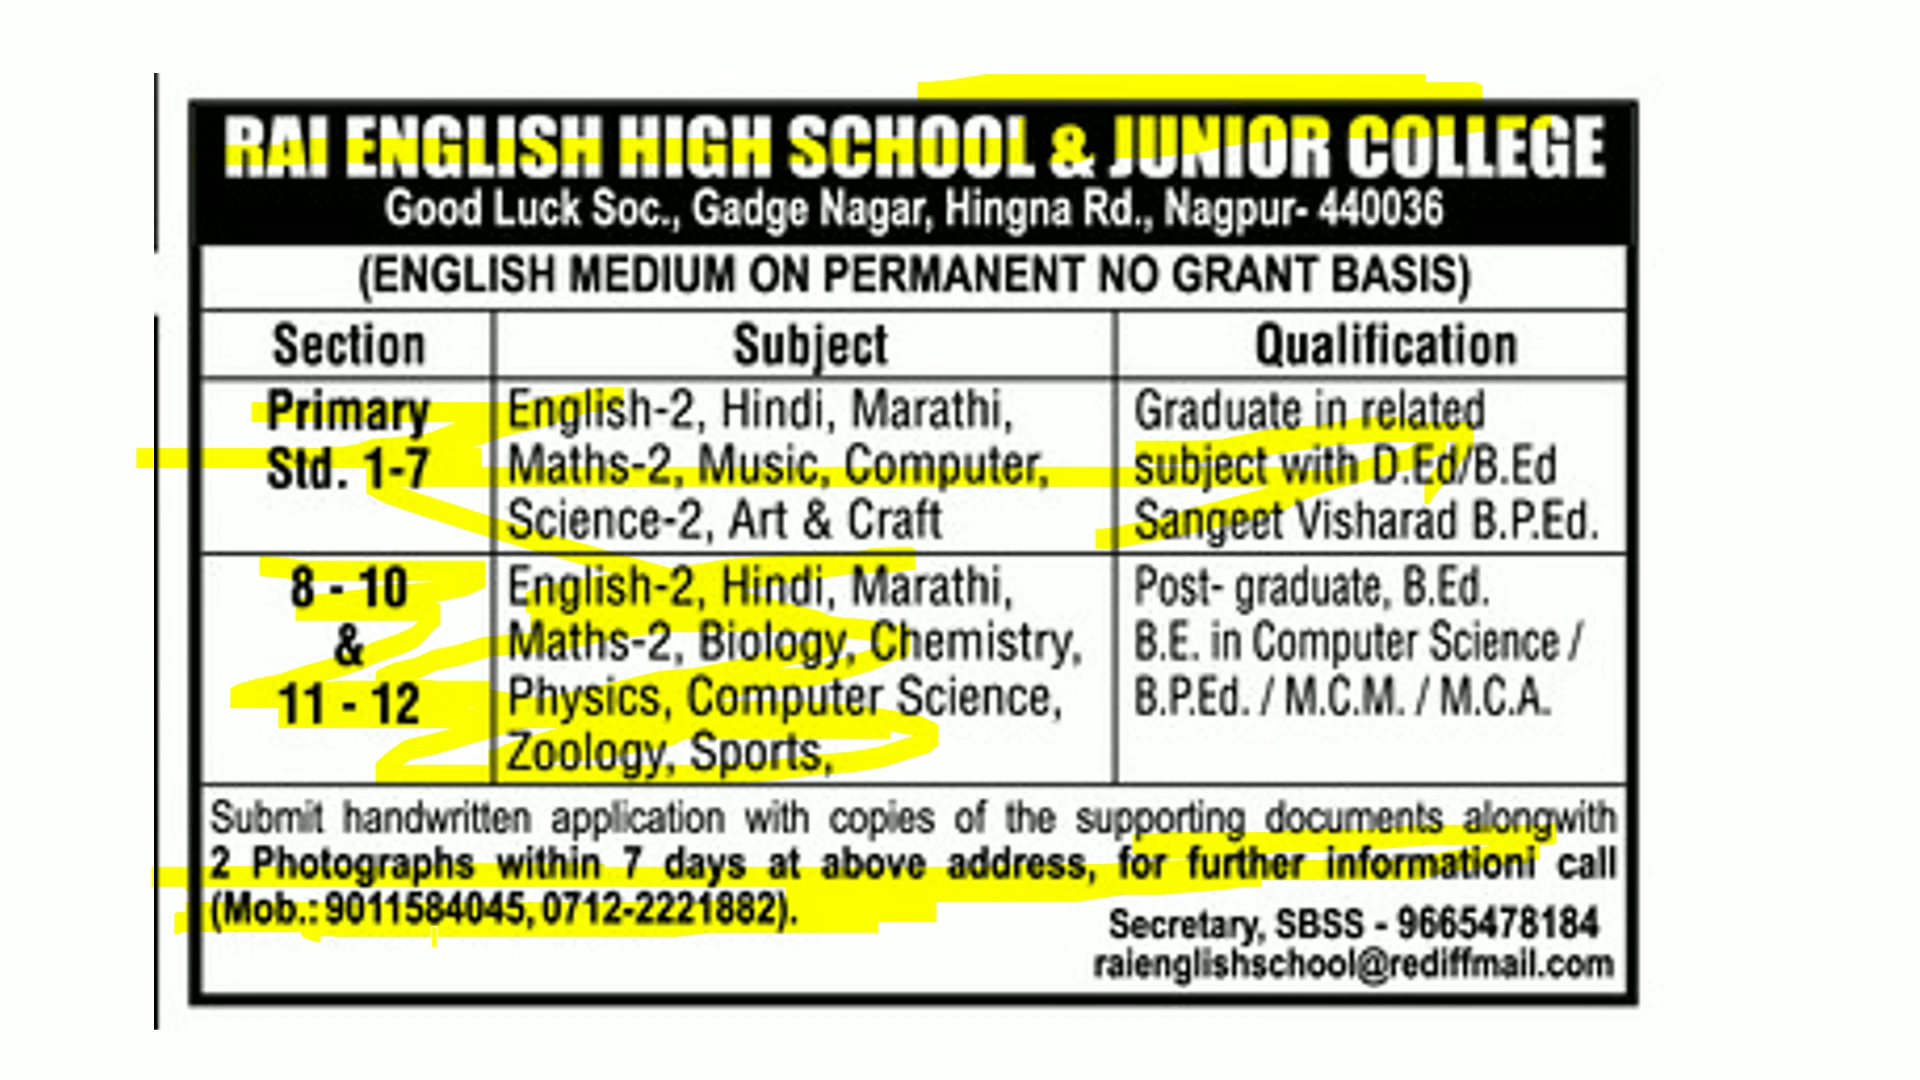 RAI ENGLISH HIGH SCHOOL & JUNIOR COLLEGE
Good Luck Soc., Gadge Nagar, Hingna Rd., Nagpur- 440036
(ENGLISH MEDIUM ON PERMANENT NO GRANT BASIS)
Section Subject Qualification
Primary English-2, Hindi, Marathi, Graduate in related
Std. 1-7 Maths-2, Music, Computer, subject with D.Ed/B.Ed
Science-2, Art & Craft Sangeet Visharad B.P.Ed.
8 - 10 English-2, Hindi, Marathi, Post- graduate, B.Ed.
& Maths-2, Biology, Chemistry, B.E. in Computer Science /
11 - 12 Physics, Computer Science, B.P.Ed. / M.C.M. / M.C.A.
Zoology, Sports,
Submit handwritten application with copies of the supporting documents alongwith
2 Photographs within 7 days at above address, for further informationi call
(Mob.: 9011584045, 0712-2221882).
Secretary, SBSS - 9665478184
raienglishschool@rediffmail.com